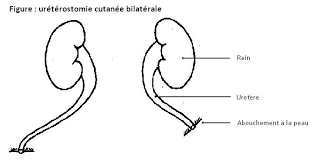 Figure : urétérostomie cutanée bilatérale
Rein
Uretère
Abouchement à la peau